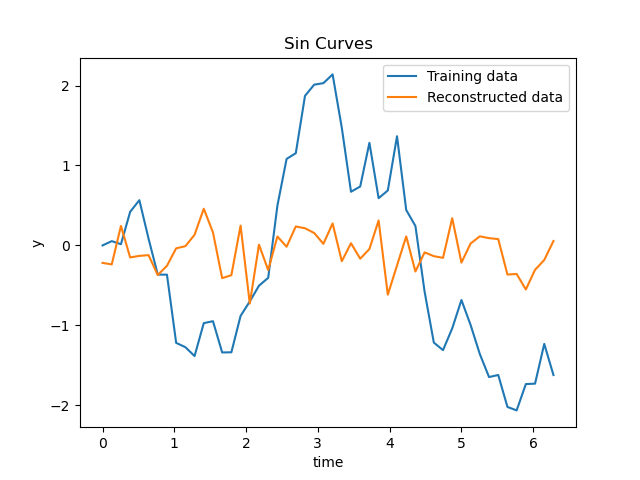 Sin Curves
Training data
Reconstructed data
y
2
1
0
−1
−2
0 1 2 3 4 5 6
time